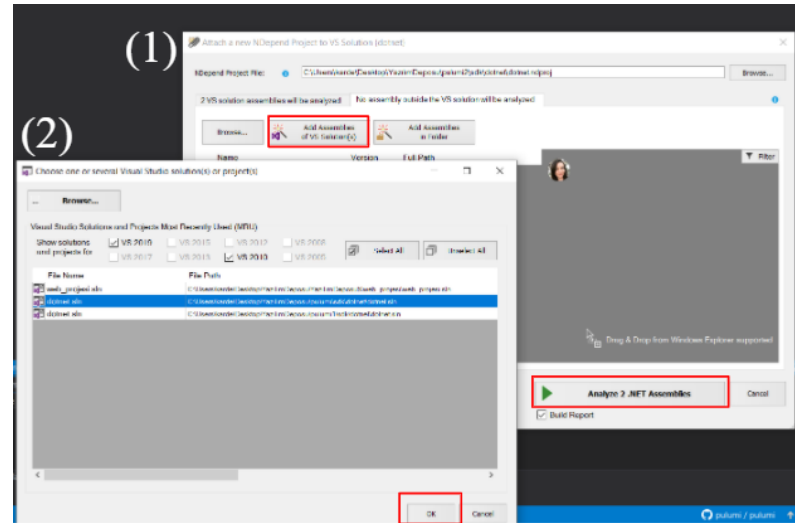 (1)
Attach a new NDepend Project to VS Solution (dotnet)
NDepend Project File:
Browse...
2 VS solution assemblies will be analyzed
No assembly outside the VS solution will be analyzed
Browse...
Add Assemblies
of VS Solution(s)
Add Assemblies
in Folder
Name Version Full Path
Filter
(2)
Choose one or several Visual Studio solutions(s) or project(s)
Browse...
Visual Studio Solutions and Projects Most Recently Used (MRU)
Show solutions
and projects for
VS 2019 VS 2015 VS 2012 VS 2008
VS 2017 VS 2013 VS 2010 VS 2005
Select All
Unselect All
File Name File Path
web_projesi.sln
dotnet.sln
dotnet.sln
Drag & Drop from Windows Explorer supported
Analyze 2 .NET Assemblies
Cancel
Build Report
OK
Cancel
pulumi / pulumi